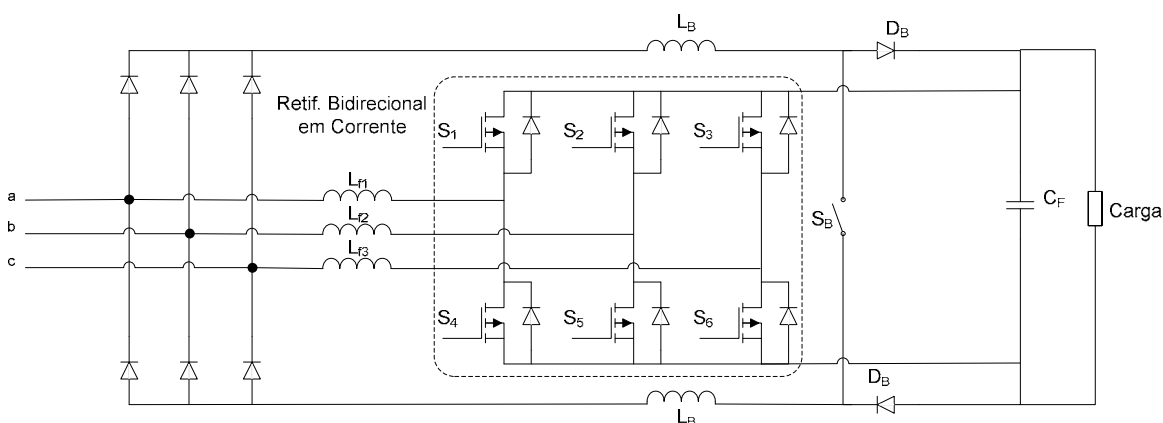 L_B
D_B
Retif. Bidirecional
em Corrente
S_1
S_2
S_3
a
L_f1
b
L_f2
c
L_f3
S_B
C_F
Carga
S_4
S_5
S_6
D_B
L_B